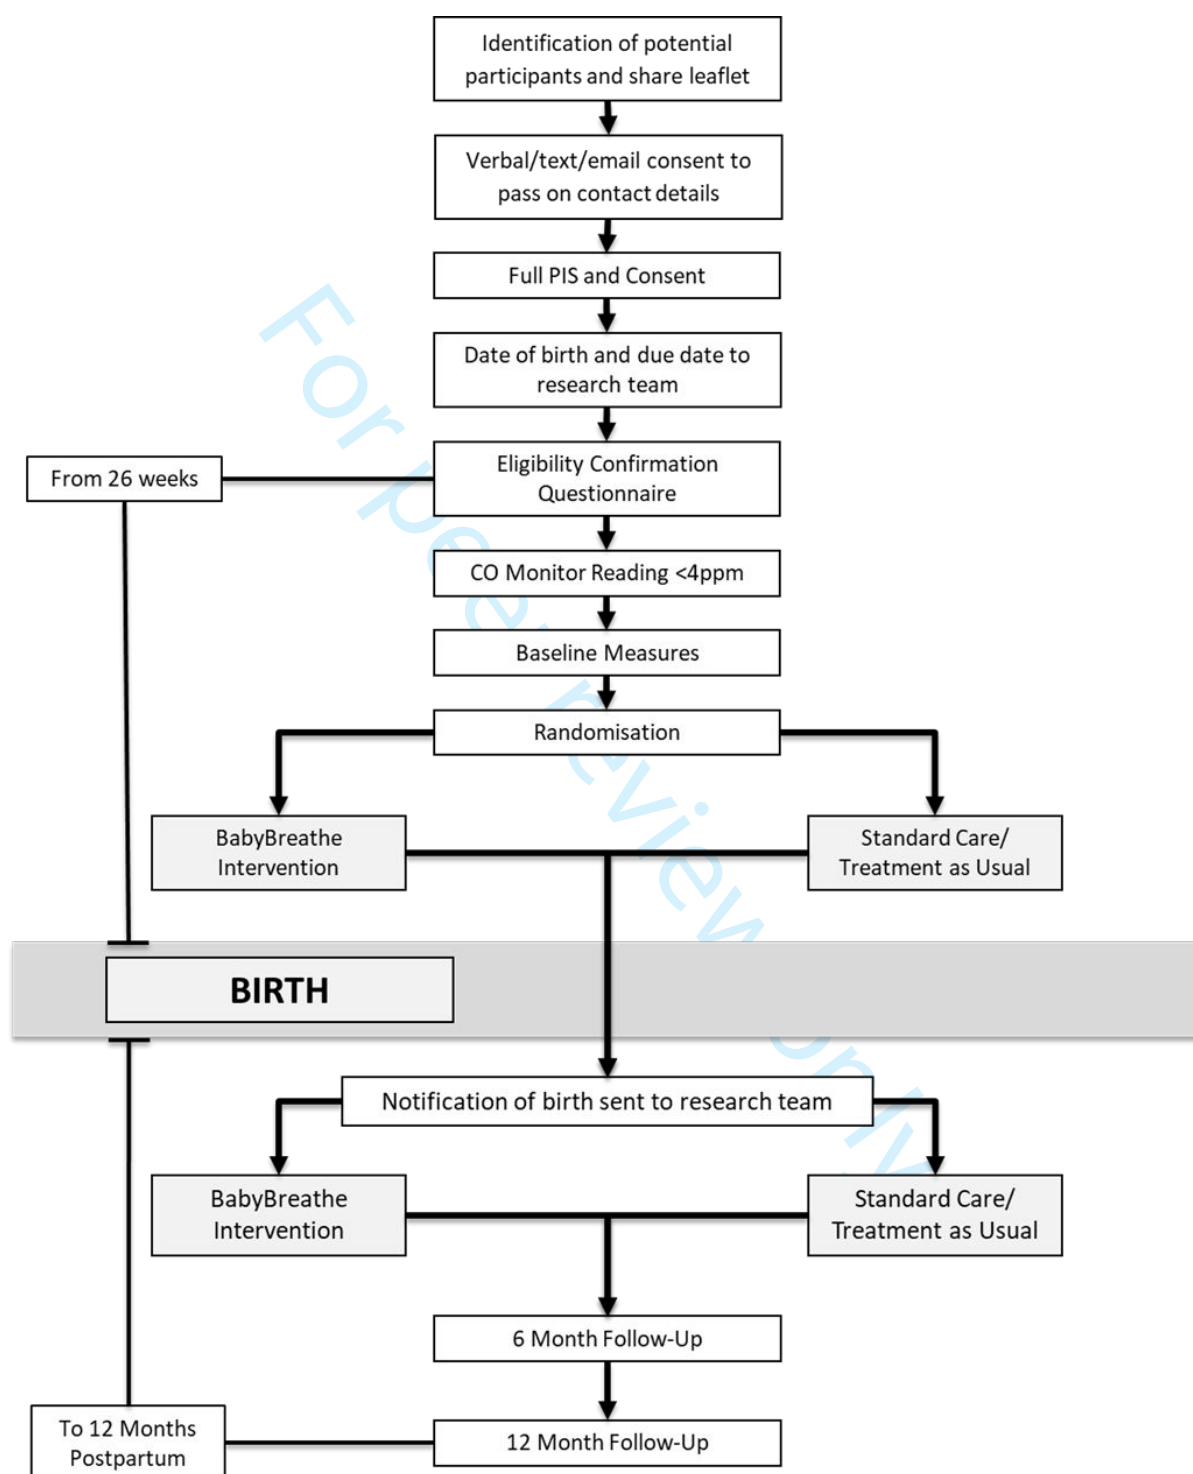 Identification of potential
participants and share leaflet
Verbal/text/email consent to
pass on contact details
Full PIS and Consent
Date of birth and due date to
research team
From 26 weeks
Eligibility Confirmation
Questionnaire
CO Monitor Reading <4ppm
Baseline Measures
Randomisation
BabyBreathe
Intervention
Standard Care/
Treatment as Usual
BIRTH
Notification of birth sent to research team
BabyBreathe
Intervention
Standard Care/
Treatment as Usual
6 Month Follow-Up
To 12 Months
Postpartum
12 Month Follow-Up
For peer review only